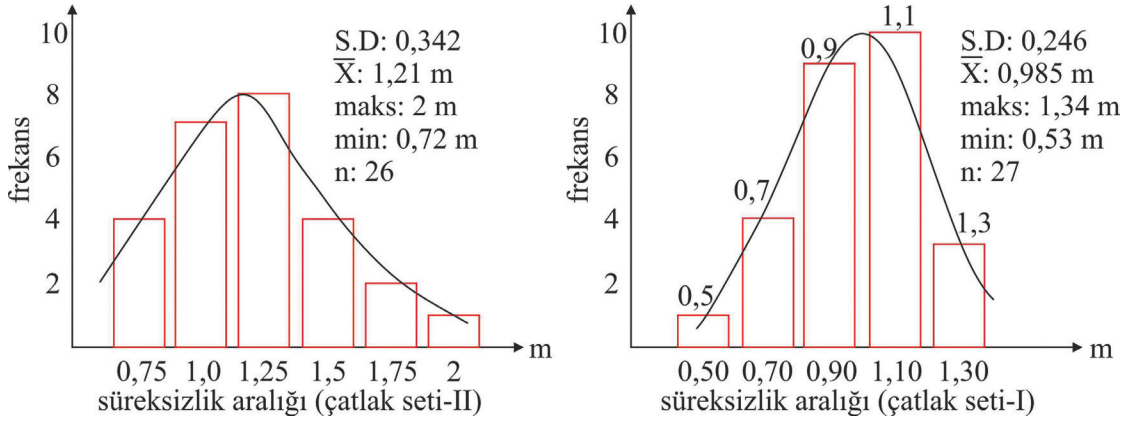 frekans
10
8
6
4
2
S.D: 0,342
X̅: 1,21 m
maks: 2 m
min: 0,72 m
n: 26
m
0,75 1,0 1,25 1,5 1,75 2
süreksizlik aralığı (çatlak seti-II)
frekans
10
8
6
4
2
0,5
0,7
0,9
1,1
1,3
S.D: 0,246
X̅: 0,985 m
maks: 1,34 m
min: 0,53 m
n: 27
m
0,50 0,70 0,90 1,10 1,30
süreksizlik aralığı (çatlak seti-I)